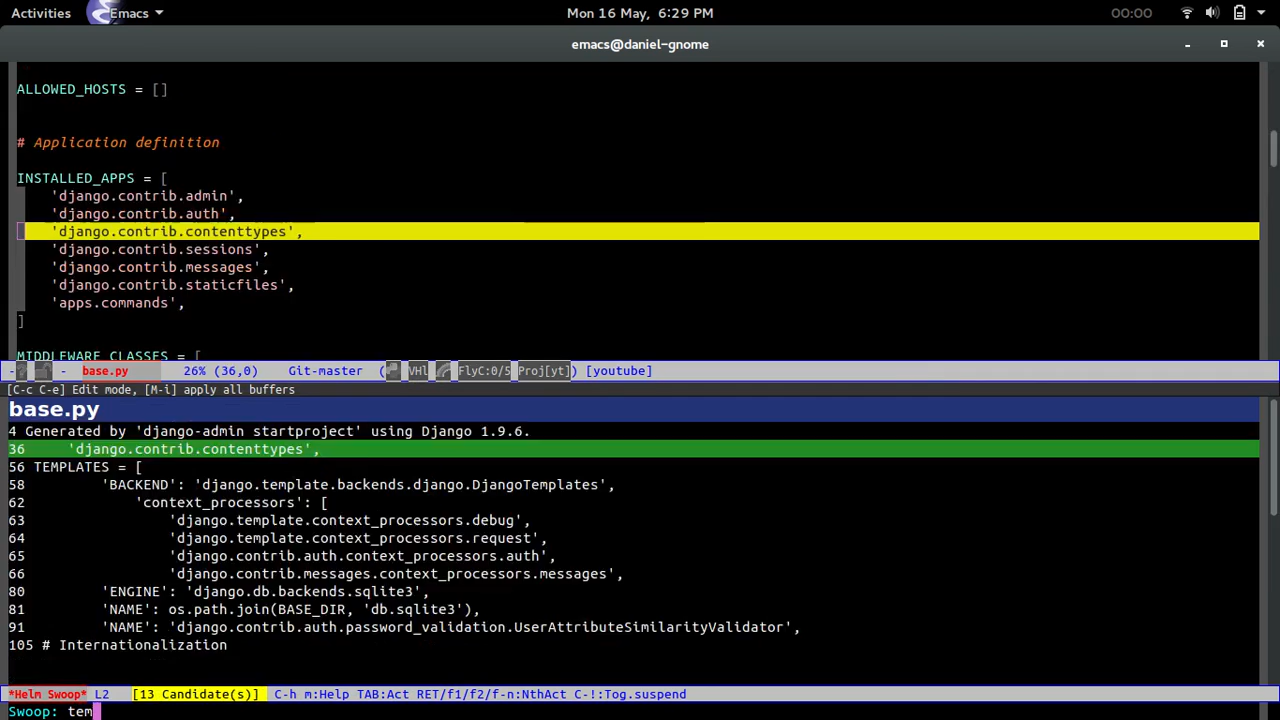 Activities Emacs Mon 16 May, 6:29 PM 00:00
emacs@daniel-gnome
ALLOWED_HOSTS = []
# Application definition
INSTALLED_APPS = [
'django.contrib.admin',
'django.contrib.auth',
'django.contrib.contenttypes',
'django.contrib.sessions',
'django.contrib.messages',
'django.contrib.staticfiles',
'apps.commands',
]
MIDDLEWARE_CLASSES = [
- - base.py 26% (36,0) Git-master ( VHl FlyC:0/5 Proj[yt]) [youtube]
[C-c C-e] Edit mode, [M-i] apply all buffers
base.py
4 Generated by 'django-admin startproject' using Django 1.9.6.
36 'django.contrib.contenttypes',
56 TEMPLATES = [
58 'BACKEND': 'django.template.backends.django.DjangoTemplates',
62 'context_processors': [
63 'django.template.context_processors.debug',
64 'django.template.context_processors.request',
65 'django.contrib.auth.context_processors.auth',
66 'django.contrib.messages.context_processors.messages',
80 'ENGINE': 'django.db.backends.sqlite3',
81 'NAME': os.path.join(BASE_DIR, 'db.sqlite3'),
91 'NAME': 'django.contrib.auth.password_validation.UserAttributeSimilarityValidator',
105 # Internationalization
*Helm Swoop* L2 [13 Candidate(s)] C-h m:Help TAB:Act RET/f1/f2/f-n:NthAct C-!:Tog.suspend
Swoop: tem